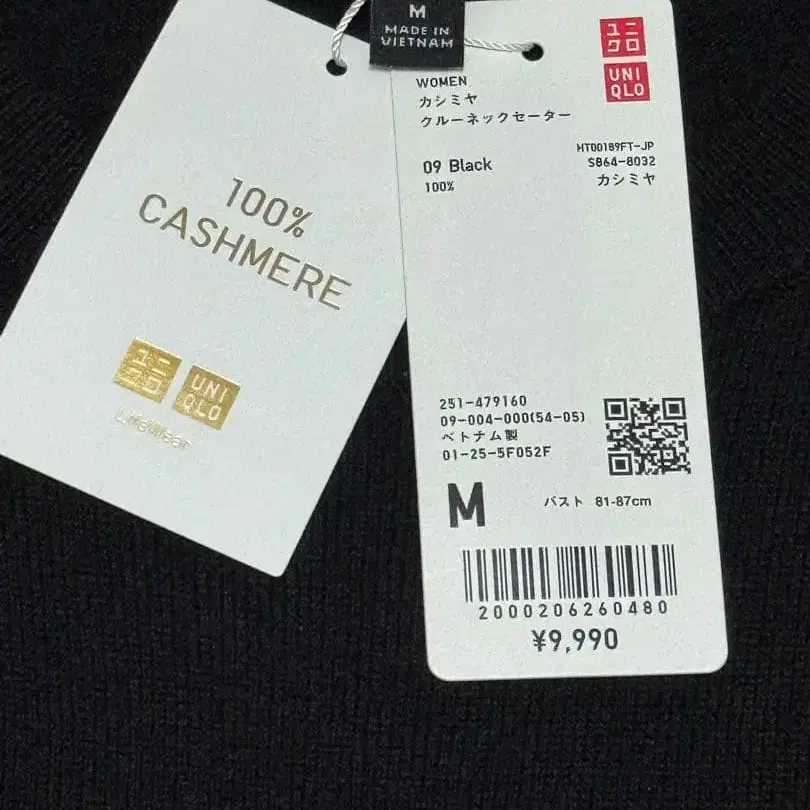 M
MADE IN
VIETNAM
100%
CASHMERE
ユニ
クロ
UNI
QLO
LifeWear
WOMEN
カシミヤ
クルーネックセーター
ユニ
クロ
UNI
QLO
HT00189FT-JP
09 Black
S864-8032
100%
カシミヤ
251-479160
09-004-000(54-05)
ベトナム製
01-25-5F052F
M
バスト 81-87cm
2000206260480
¥9,990